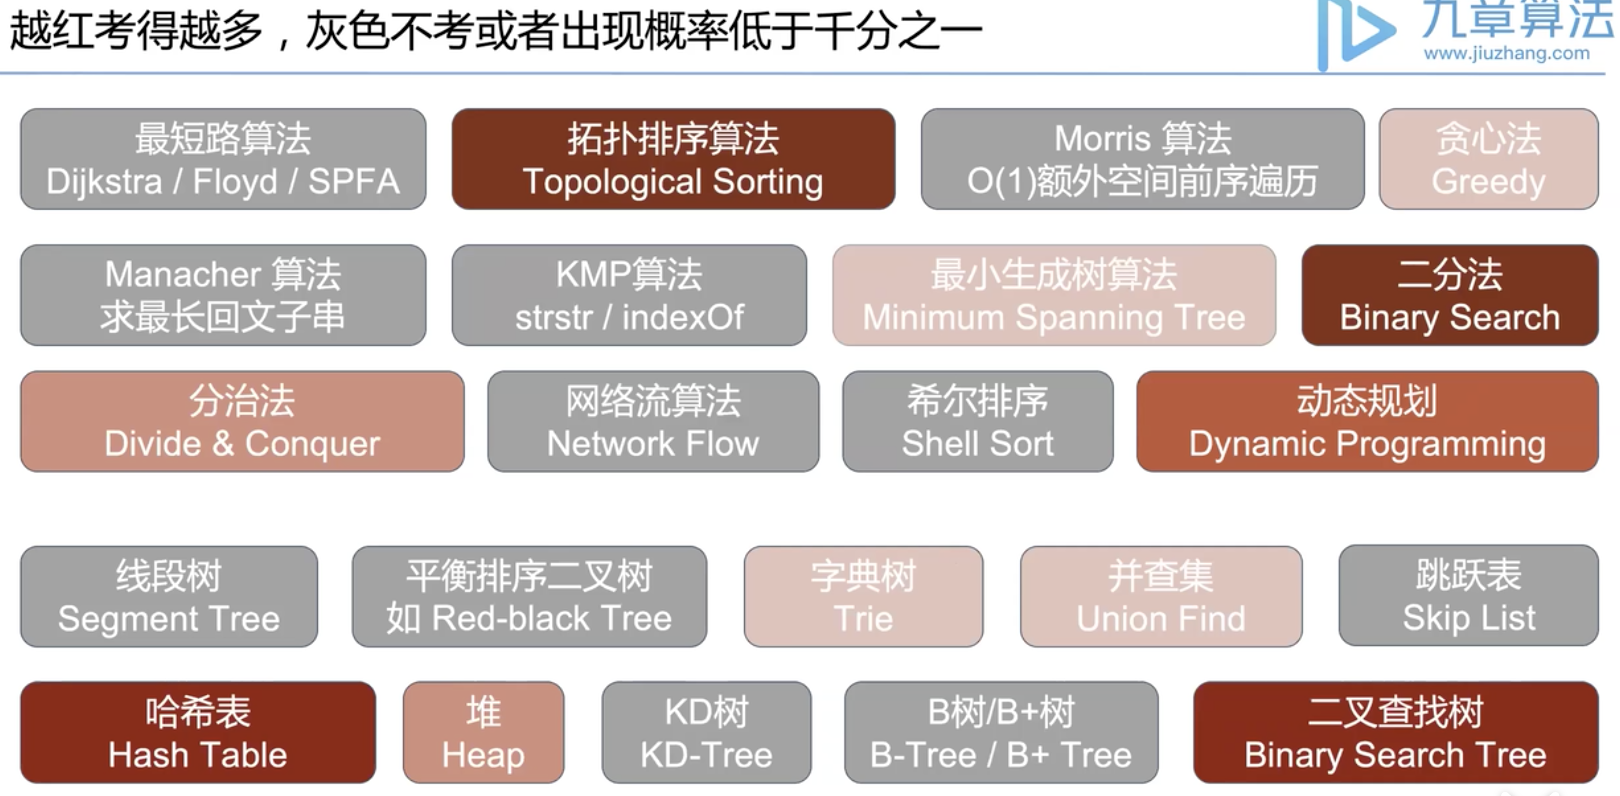 越红考得越多，灰色不考或者出现概率低于千分之一
九章算法
www.jiuzhang.com
最短路算法
Dijkstra / Floyd / SPFA
拓扑排序算法
Topological Sorting
Morris 算法
O(1)额外空间前序遍历
贪心法
Greedy
Manacher 算法
求最长回文子串
KMP算法
strstr / indexOf
最小生成树算法
Minimum Spanning Tree
二分法
Binary Search
分治法
Divide & Conquer
网络流算法
Network Flow
希尔排序
Shell Sort
动态规划
Dynamic Programming
线段树
Segment Tree
平衡排序二叉树
如 Red-black Tree
字典树
Trie
并查集
Union Find
跳跃表
Skip List
哈希表
Hash Table
堆
Heap
KD树
KD-Tree
B树/B+树
B-Tree / B+ Tree
二叉查找树
Binary Search Tree